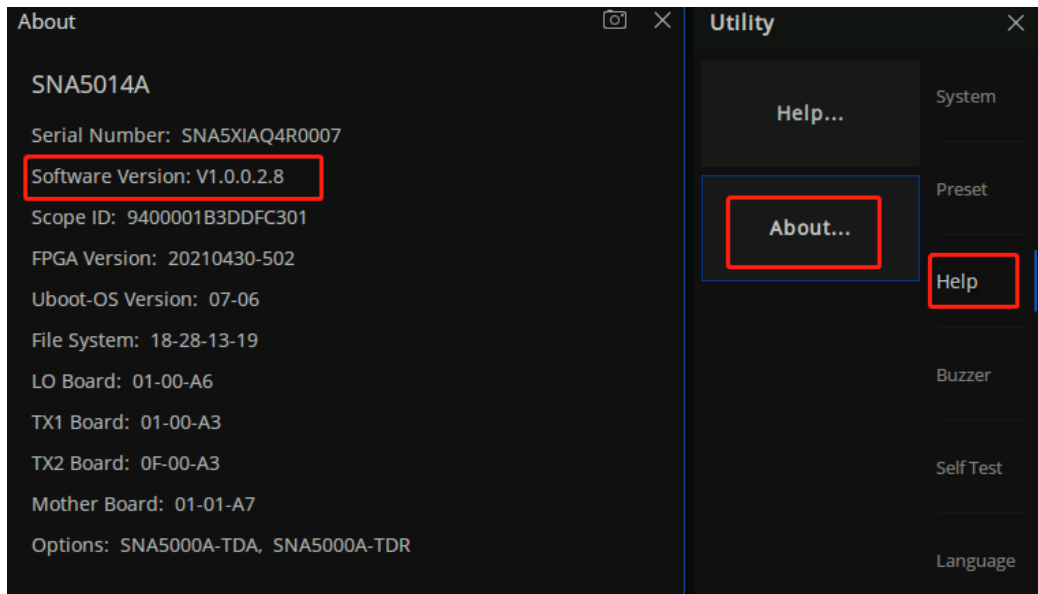 About
SNA5014A
Serial Number: SNA5XIAQ4R0007
Software Version: V1.0.0.2.8
Scope ID: 9400001B3DDFC301
FPGA Version: 20210430-502
Uboot-OS Version: 07-06
File System: 18-28-13-19
LO Board: 01-00-A6
TX1 Board: 01-00-A3
TX2 Board: 0F-00-A3
Mother Board: 01-01-A7
Options: SNA5000A-TDA, SNA5000A-TDR
Utility
Help...
About...
System
Preset
Help
Buzzer
Self Test
Language